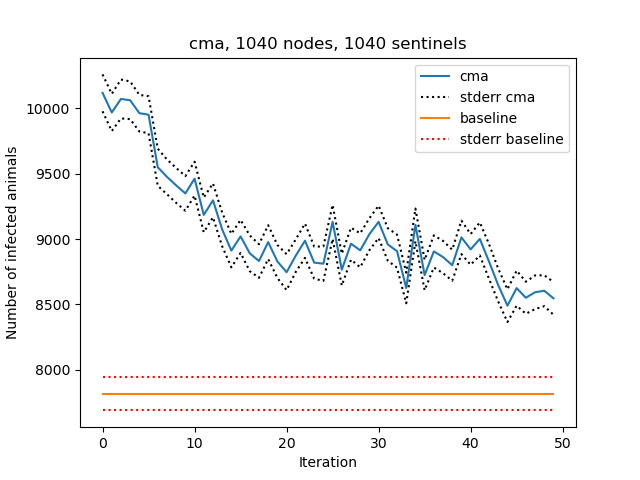 cma, 1040 nodes, 1040 sentinels
cma
stderr cma
baseline
stderr baseline
Number of infected animals
10000
9500
9000
8500
8000
0 10 20 30 40 50
Iteration